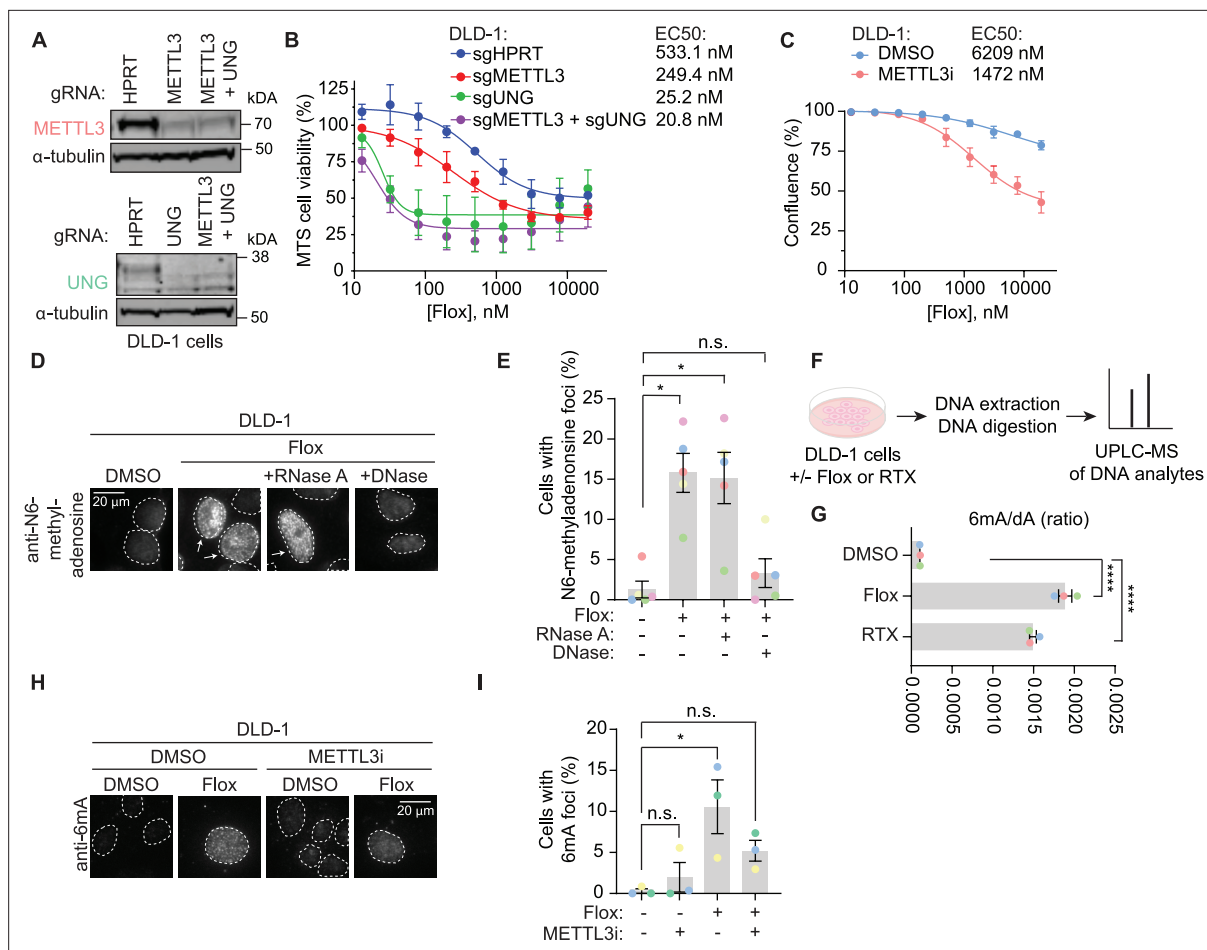 A
HPRT
METTL3
METTL3
+ UNG
gRNA:
kDA
METTL3
70
α-tubulin
50
gRNA:
HPRT
UNG
METTL3
+ UNG
kDA
UNG
38
α-tubulin
50
DLD-1 cells
B
DLD-1: EC50:
sgHPRT 533.1 nM
sgMETTL3 249.4 nM
sgUNG 25.2 nM
sgMETTL3 + sgUNG 20.8 nM
MTS cell viability (%)
125
100
75
50
25
0
10 100 1000 10000
[Flox], nM
C
DLD-1: EC50:
DMSO 6209 nM
METTL3i 1472 nM
Confluence (%)
100
75
50
25
0
10 100 1000 10000
[Flox], nM
D
DLD-1
Flox
DMSO +RNase A +DNase
20 µm
anti-N6-
methyl-
adenosine
E
n.s.
*
*
Cells with
N6-methyladenonsine foci (%)
25
20
15
10
5
0
Flox: - + + +
RNase A: - - + -
DNase: - - - +
F
DLD-1 cells
+/- Flox or RTX
DNA extraction
DNA digestion
UPLC-MS
of DNA analytes
G
6mA/dA (ratio)
DMSO
Flox
RTX
****
****
0.0000
0.0005
0.0010
0.0015
0.0020
0.0025
H
DLD-1
DMSO METTL3i
DMSO Flox DMSO Flox
20 µm
anti-6mA
I
n.s.
*
n.s.
Cells with
6mA foci (%)
20
15
10
5
0
Flox: - - + +
METTL3i: - + - +